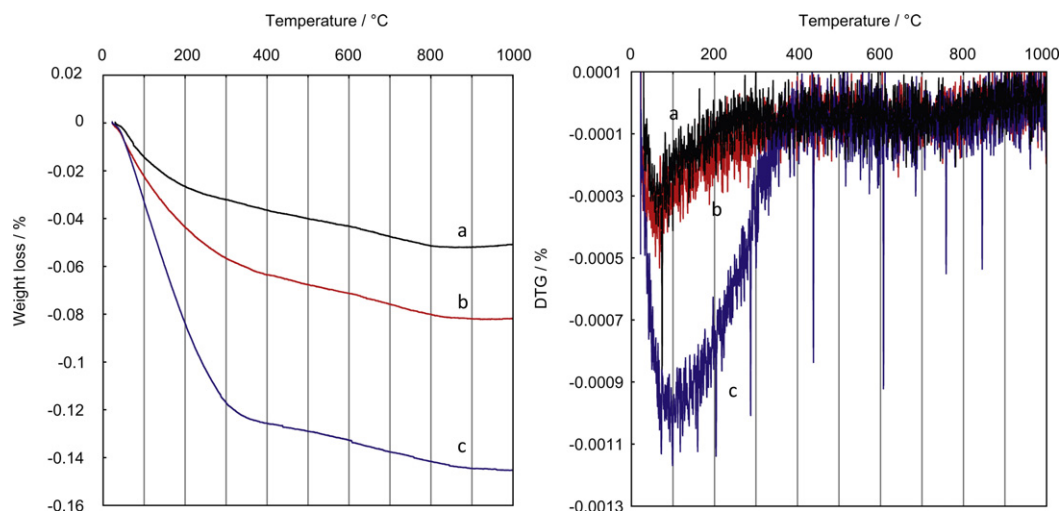 Temperature / °C
0 200 400 600 800 1000
Weight loss / %
0.02
0
-0.02
-0.04
-0.06
-0.08
-0.1
-0.12
-0.14
-0.16
a
b
c
Temperature / °C
0 200 400 600 800 1000
DTG / %
0.0001
-0.0001
-0.0003
-0.0005
-0.0007
-0.0009
-0.0011
-0.0013
a
b
c